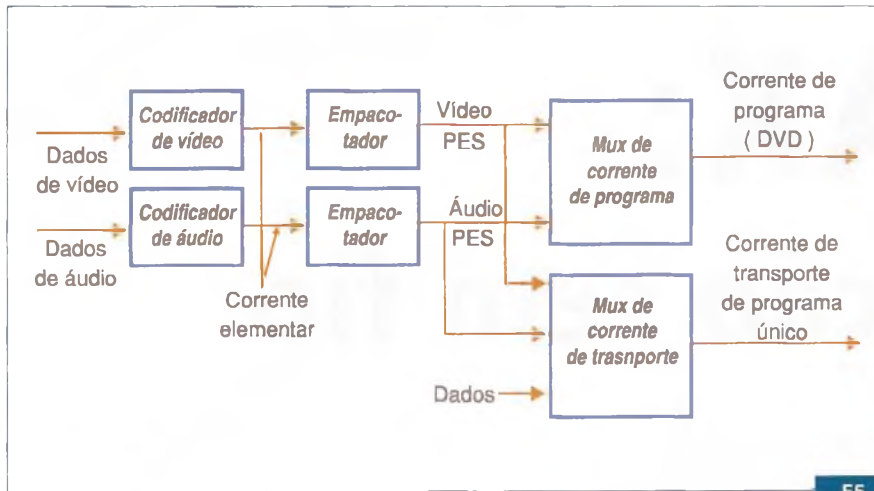 Dados
de vídeo
Codificador
de vídeo
Empaco-
tador
Vídeo
PES
Mux de
corrente
de programa
Corrente de
programa
( DVD )
Dados
de áudio
Codificador
de áudio
Empaco-
tador
Áudio
PES
Corrente
elementar
Dados
Mux de
corrente
de trasnporte
Corrente de
transporte
de programa
único
55